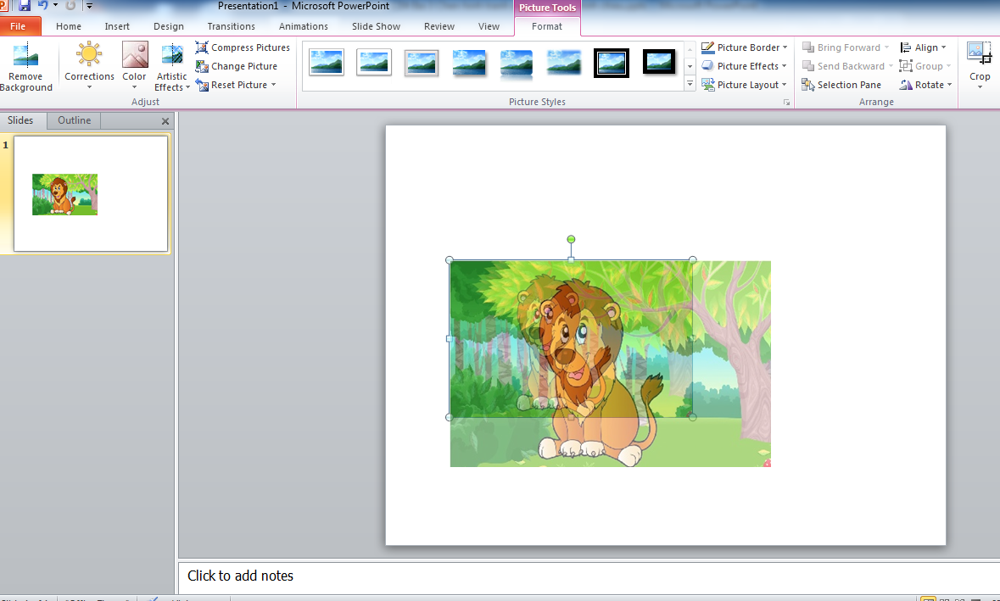 Presentation1 - Microsoft PowerPoint
Picture Tools
File Home Insert Design Transitions Animations Slide Show Review View Format
Remove Background
Corrections
Color
Artistic Effects
Compress Pictures
Change Picture
Reset Picture
Adjust
Picture Styles
Picture Border
Picture Effects
Picture Layout
Bring Forward
Send Backward
Selection Pane
Align
Group
Rotate
Arrange
Crop
Slides Outline
1
Click to add notes